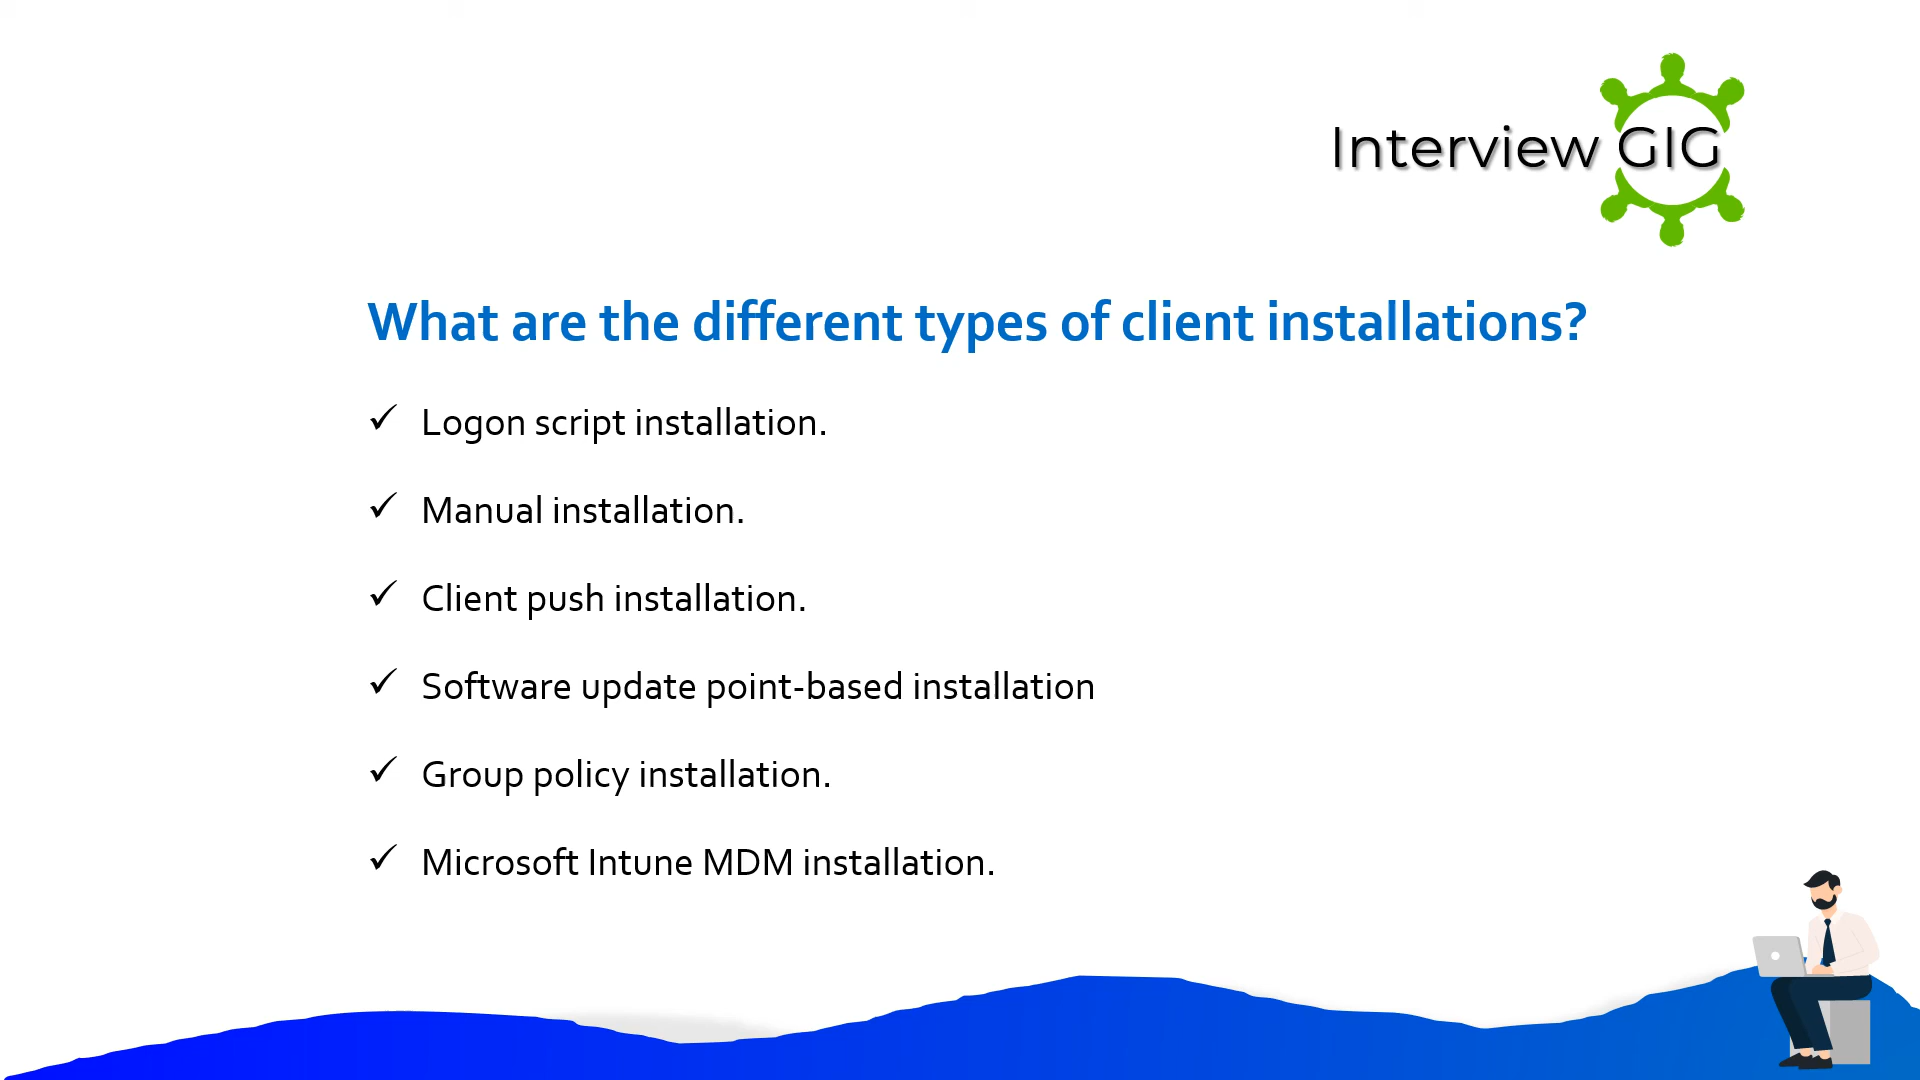 Interview GIG
What are the different types of client installations?
✓ Logon script installation.
✓ Manual installation.
✓ Client push installation.
✓ Software update point-based installation
✓ Group policy installation.
✓ Microsoft Intune MDM installation.